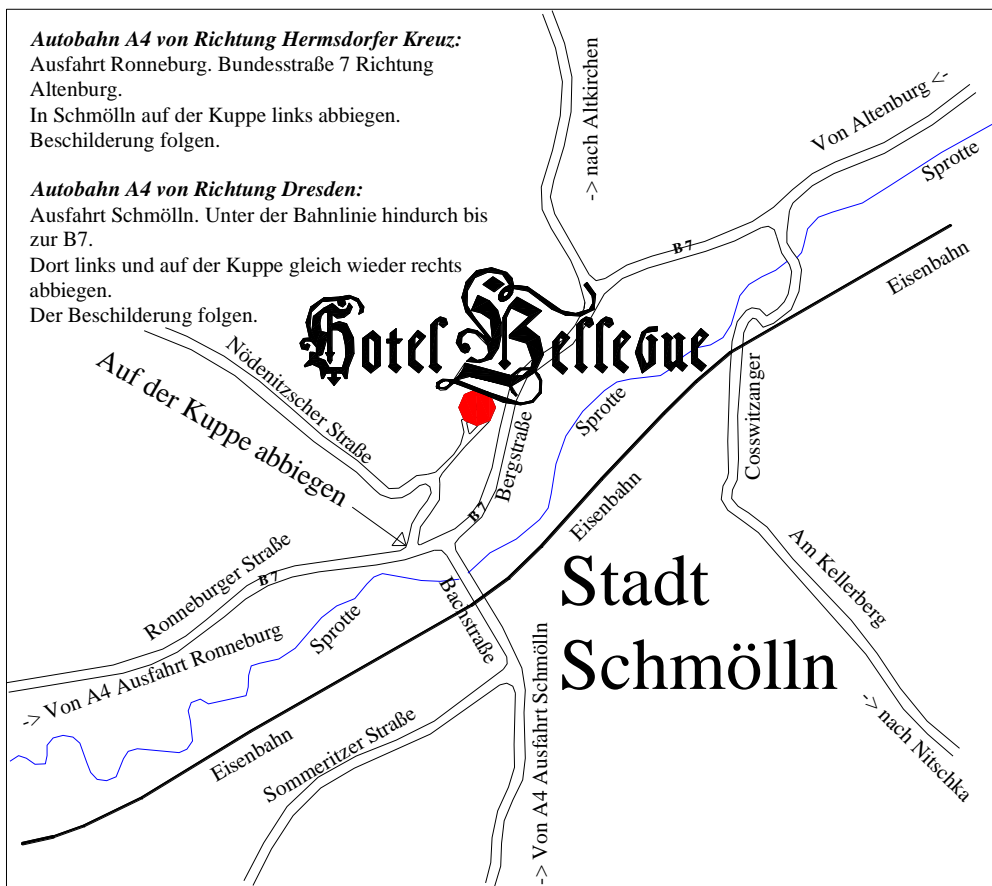 Autobahn A4 von Richtung Hermsdorfer Kreuz:
Ausfahrt Ronneburg. Bundesstraße 7 Richtung
Altenburg.
In Schmölln auf der Kuppe links abbiegen.
Beschilderung folgen.
Autobahn A4 von Richtung Dresden:
Ausfahrt Schmölln. Unter der Bahnlinie hindurch bis
zur B7.
Dort links und auf der Kuppe gleich wieder rechts
abbiegen.
Der Beschilderung folgen.
-> nach Altkirchen
Von Altenburg <-
Sprotte
B 7
Eisenbahn
Hotel Bellevue
Nödenitzscher Straße
Auf der Kuppe abbiegen
Bergstraße
Sprotte
Cosswitzanger
B 7
Eisenbahn
Ronneburger Straße
B 7
Am Kellerberg
Stadt
Schmölln
Bachstraße
Sprotte
-> Von A4 Ausfahrt Ronneburg
Eisenbahn
Sommeritzer Straße
-> Von A4 Ausfahrt Schmölln
-> nach Nitschka